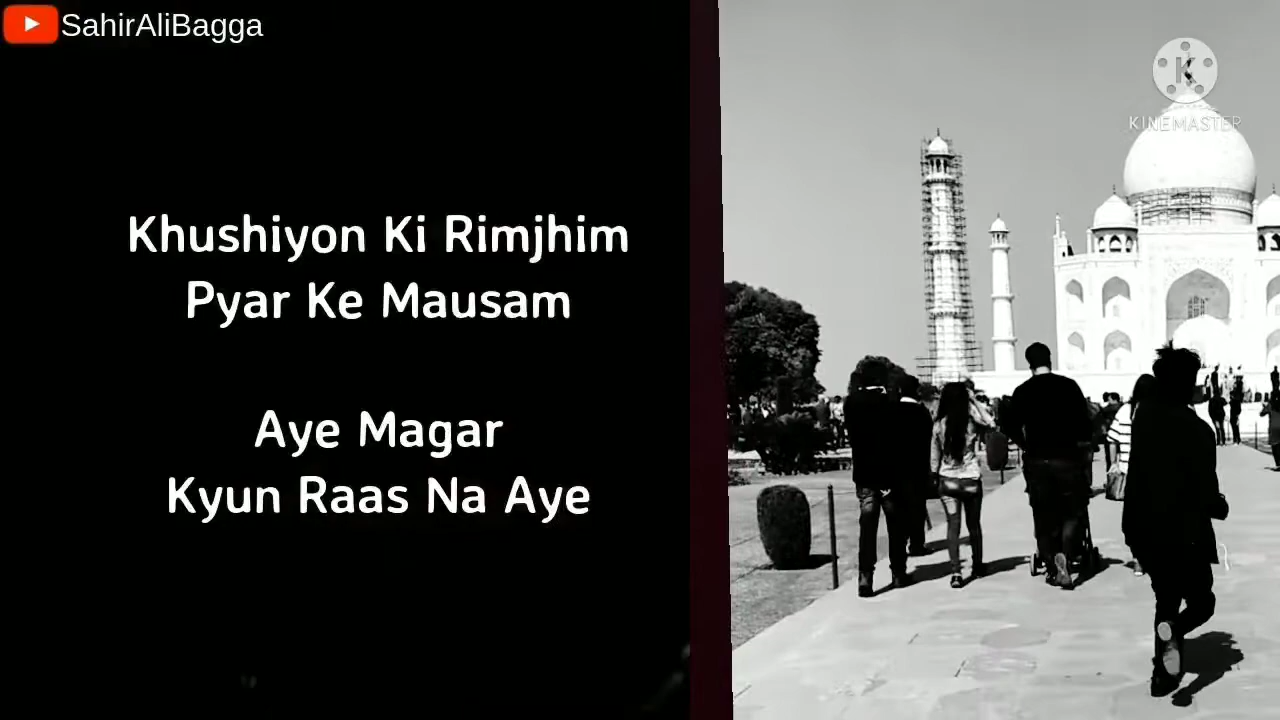 SahirAliBagga
KINEMASTER
Khushiyon Ki Rimjhim
Pyar Ke Mausam
Aye Magar
Kyun Raas Na Aye